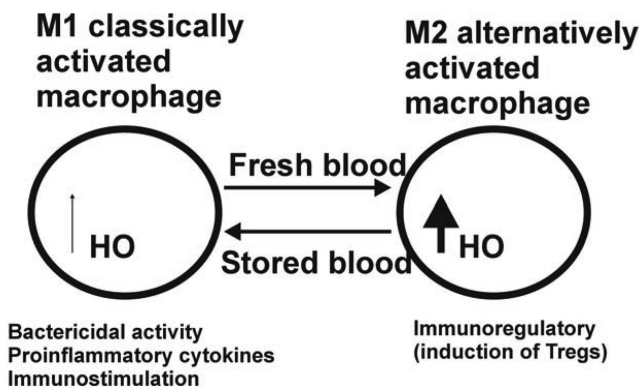 M1 classically
activated
macrophage
M2 alternatively
activated
macrophage
Fresh blood
HO
HO
Stored blood
Bactericidal activity
Proinflammatory cytokines
Immunostimulation
Immunoregulatory
(induction of Tregs)